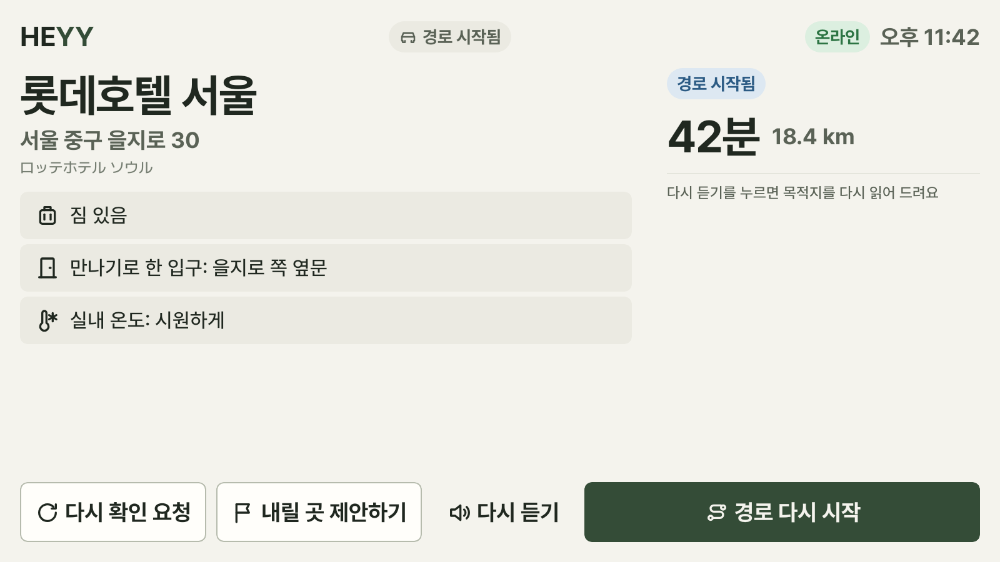 HEYY
경로 시작됨
온라인 오후 11:42
롯데호텔 서울
서울 중구 을지로 30
ロッテホテル ソウル
짐 있음
만나기로 한 입구: 을지로 쪽 옆문
실내 온도: 시원하게
경로 시작됨
42분 18.4 km
다시 듣기를 누르면 목적지를 다시 읽어 드려요
다시 확인 요청
내릴 곳 제안하기
다시 듣기
경로 다시 시작